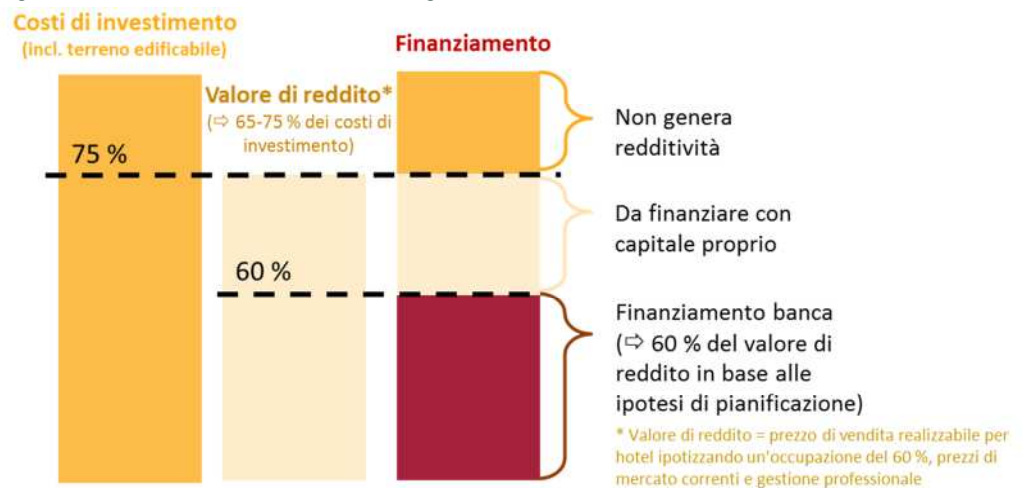 Costi di investimento
(incl. terreno edificabile)
Finanziamento
Valore di reddito*
(⇨ 65-75 % dei costi di
investimento)
75 %
60 %
Non genera
redditività
Da finanziare con
capitale proprio
Finanziamento banca
(⇨ 60 % del valore di
reddito in base alle
ipotesi di pianificazione)
* Valore di reddito = prezzo di vendita realizzabile per
hotel ipotizzando un'occupazione del 60 %, prezzi di
mercato correnti e gestione professionale